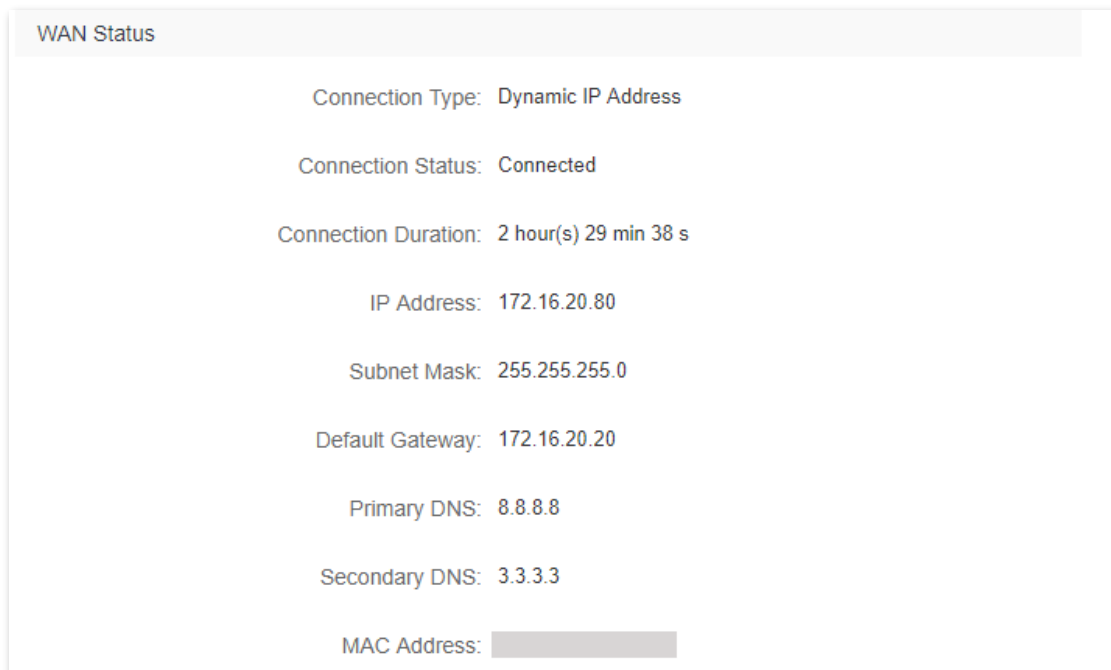 WAN Status
Connection Type: Dynamic IP Address
Connection Status: Connected
Connection Duration: 2 hour(s) 29 min 38 s
IP Address: 172.16.20.80
Subnet Mask: 255.255.255.0
Default Gateway: 172.16.20.20
Primary DNS: 8.8.8.8
Secondary DNS: 3.3.3.3
MAC Address: